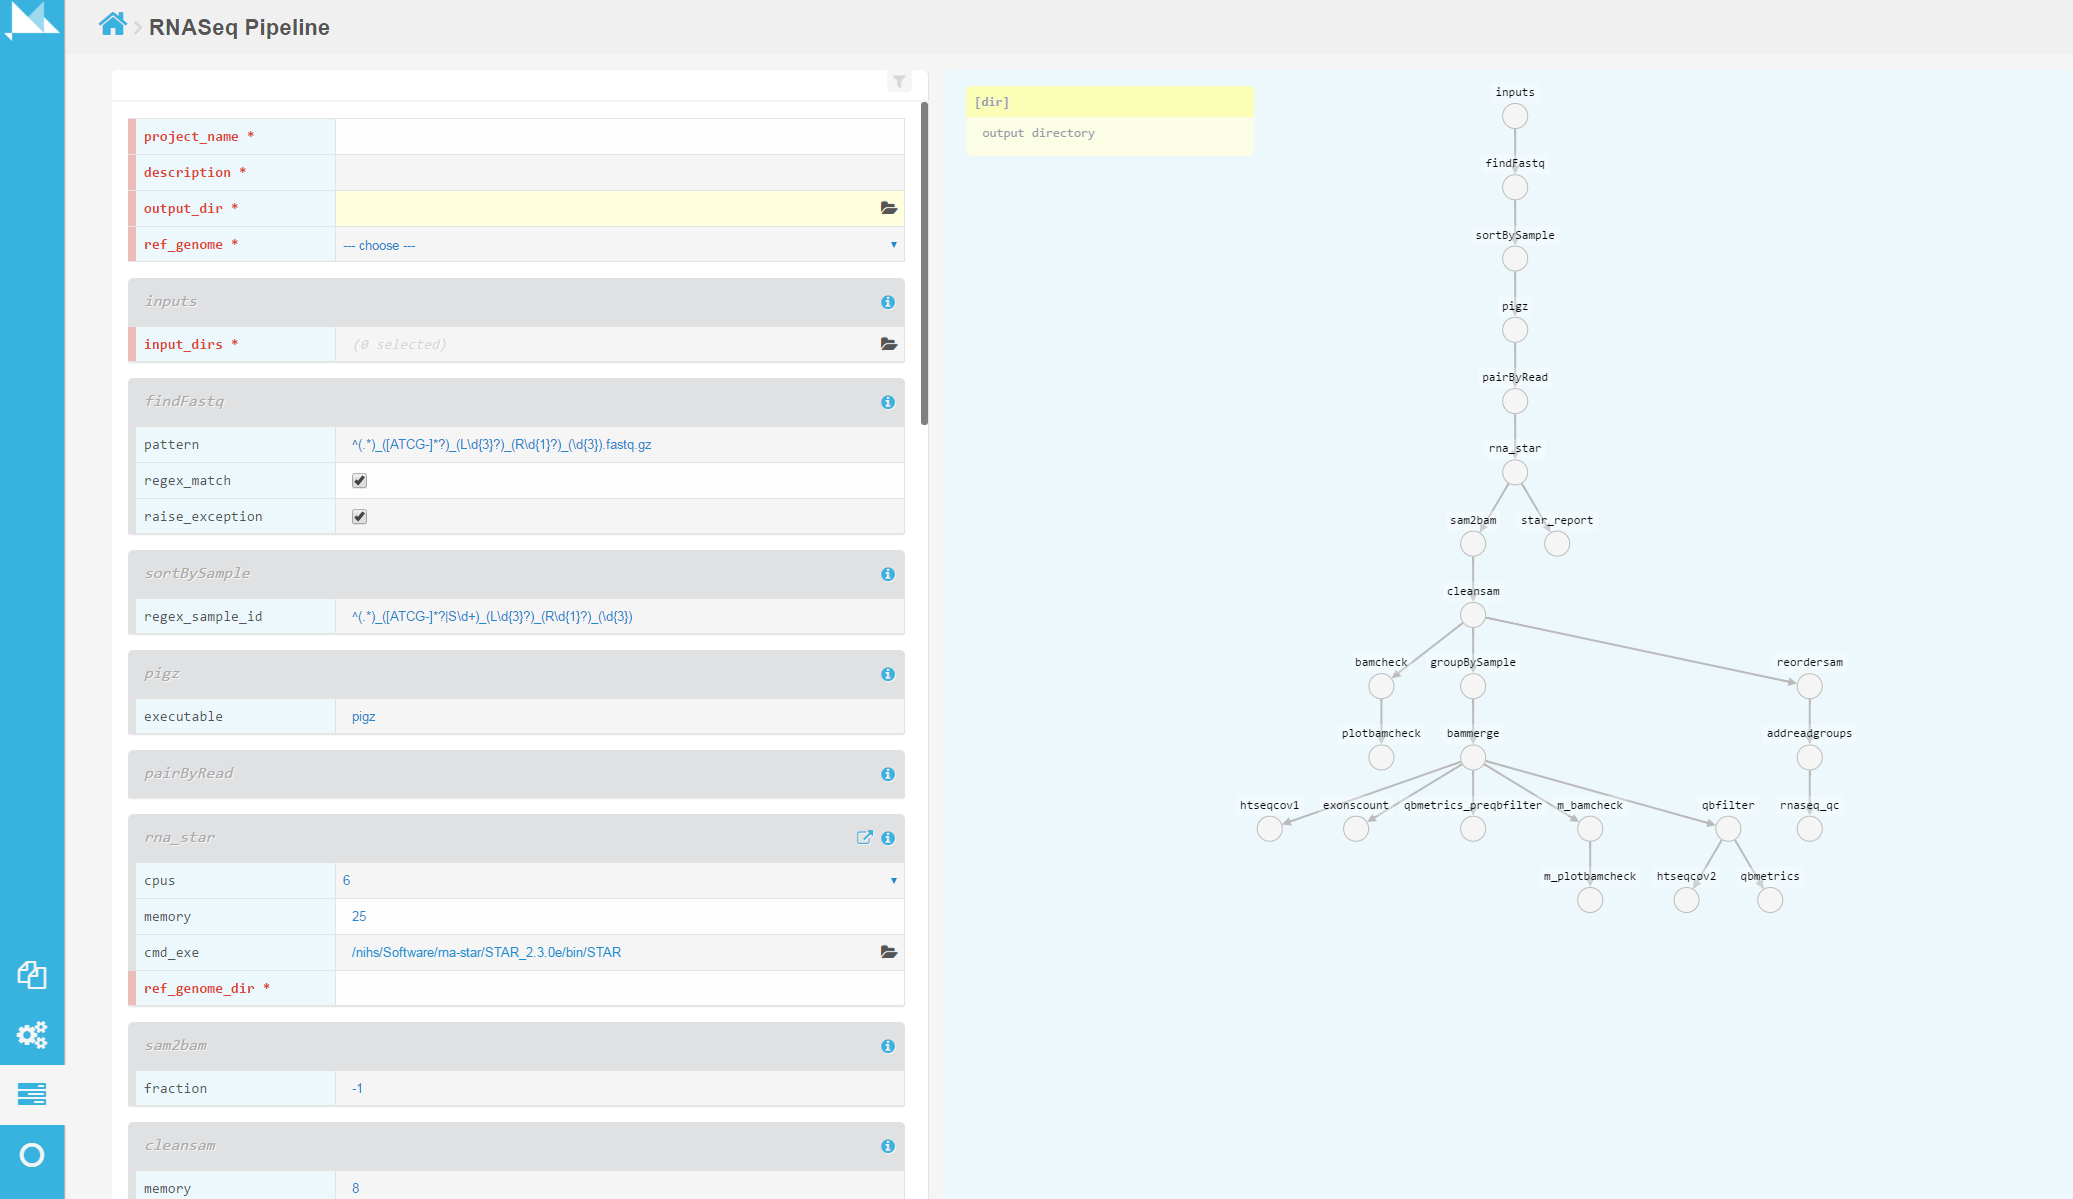 RNASeq Pipeline
project_name *
description *
output_dir *
ref_genome *
--- choose ---
inputs
input_dirs *
(0 selected)
findFastq
pattern
^(.*)_([ATCG-]*?)_(L\d{3}?)_(R\d{1}?)_(\d{3}).fastq.gz
regex_match
raise_exception
sortBySample
regex_sample_id
^(.*)_([ATCG-]*?|S\d+)_(L\d{3}?)_(R\d{1}?)_(\d{3})
pigz
executable
pigz
pairByRead
rna_star
cpus
6
memory
25
cmd_exe
/nihs/Software/rna-star/STAR_2.3.0e/bin/STAR
ref_genome_dir *
sam2bam
fraction
-1
cleansam
memory
8
[dir]
output directory
inputs
findFastq
sortBySample
pigz
pairByRead
rna_star
sam2bam
star_report
cleansam
bamcheck
groupBySample
reordersam
plotbamcheck
bammerge
addreadgroups
htseqcov1
exonscount
qbmetrics_preqbfilter
m_bamcheck
qbfilter
rnaseq_qc
m_plotbamcheck
htseqcov2
qbmetrics